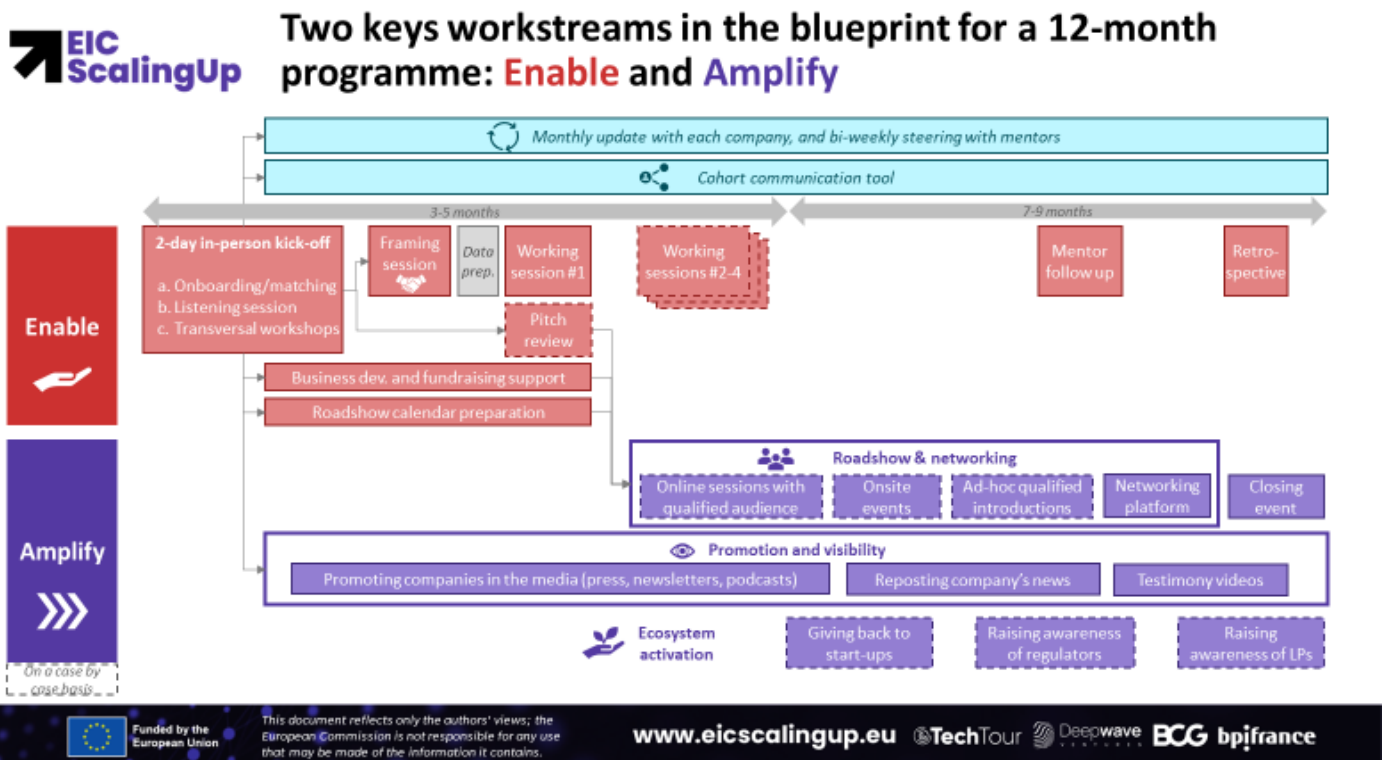 EIC
ScalingUp
Two keys workstreams in the blueprint for a 12-month
programme: Enable and Amplify
Monthly update with each company, and bi-weekly steering with mentors
Cohort communication tool
3-5 months
7-9 months
Enable
2-day in-person kick-off
a. Onboarding/matching
b. Listening session
c. Transversal workshops
Framing
session
Data
prep.
Working
session #1
Working
sessions #2-4
Mentor
follow up
Retro-
spective
Pitch
review
Business dev. and fundraising support
Roadshow calendar preparation
Amplify
Roadshow & networking
Online sessions with
qualified audience
Onsite
events
Ad-hoc qualified
introductions
Networking
platform
Closing
event
Promotion and visibility
Promoting companies in the media (press, newsletters, podcasts)
Reposting company's news
Testimony videos
Ecosystem
activation
Giving back to
start-ups
Raising awareness
of regulators
Raising
awareness of LPs
On a case by
case basis
Funded by the
European Union
This document reflects only the authors' views; the
European Commission is not responsible for any use
that may be made of the information it contains.
www.eicscalingup.eu
TechTour
Deepwave
VENTURES
BCG
bpifrance